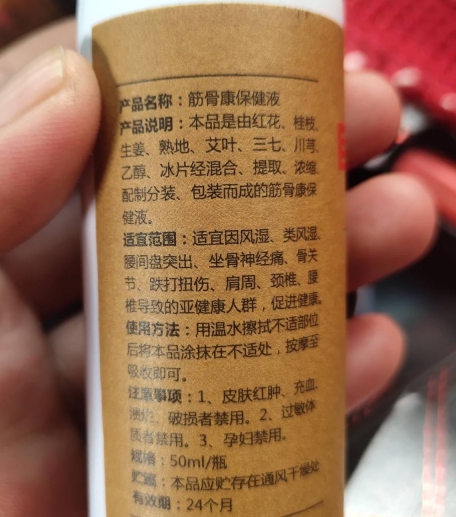 产品名称：筋骨康保健液
产品说明：本品是由红花、桂枝、
生姜、熟地、艾叶、三七、川芎、
乙醇、冰片经混合、提取、浓缩、
配制分装、包装而成的筋骨康保
健液。
适宜范围：适宜因风湿、类风湿、
腰间盘突出、坐骨神经痛、骨关
节、跌打扭伤、肩周、颈椎、腰
椎导致的亚健康人群，促进健康。
使用方法：用温水擦拭不适部位
后将本品涂抹在不适处，按摩至
吸收即可。
注意事项：1、皮肤红肿、充血、
溃烂、破损者禁用。2、过敏体
质者禁用。3、孕妇禁用。
规格：50ml/瓶
贮藏：本品应贮存在通风干燥处
有效期：24个月